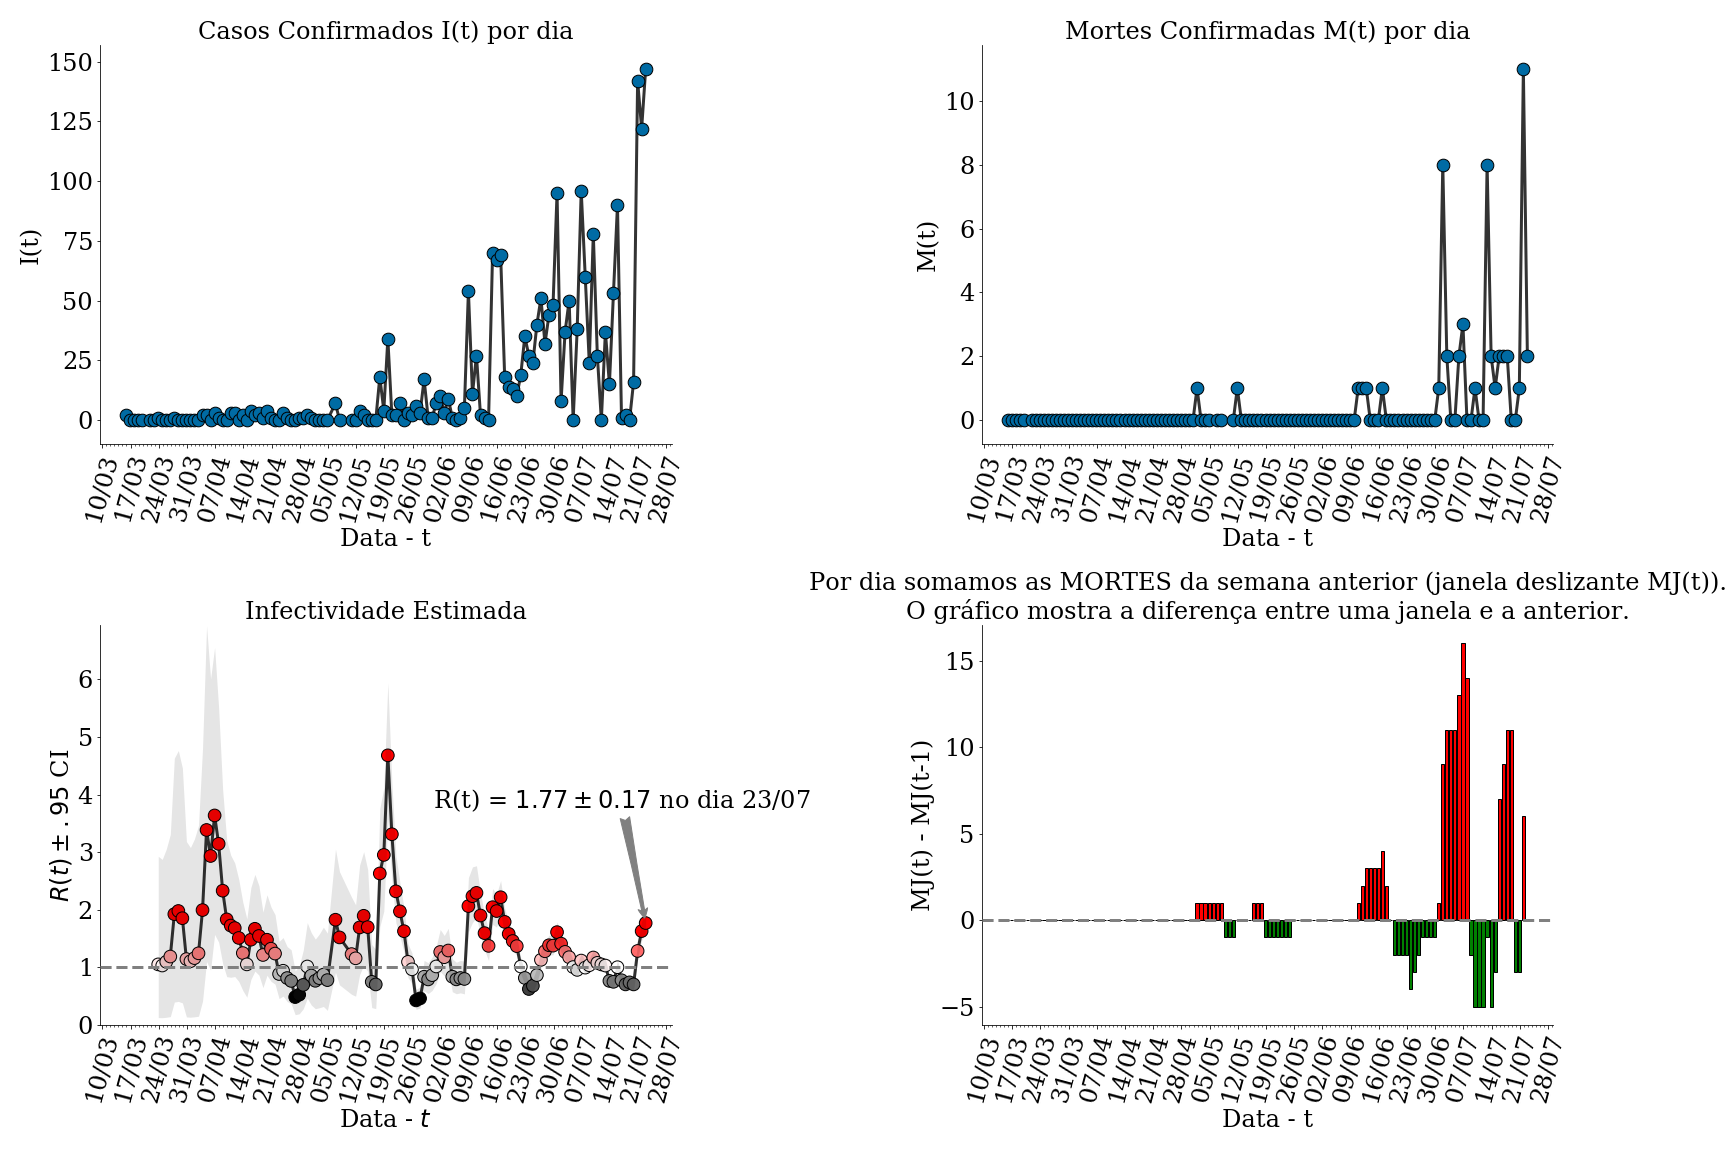 Casos Confirmados I(t) por dia
I(t)
150
125
100
75
50
25
0
10/03 17/03 24/03 31/03 07/04 14/04 21/04 28/04 05/05 12/05 19/05 26/05 02/06 09/06 16/06 23/06 30/06 07/07 14/07 21/07 28/07
Data - t
Mortes Confirmadas M(t) por dia
M(t)
10
8
6
4
2
0
10/03 17/03 24/03 31/03 07/04 14/04 21/04 28/04 05/05 12/05 19/05 26/05 02/06 09/06 16/06 23/06 30/06 07/07 14/07 21/07 28/07
Data - t
Infectividade Estimada
R(t) ± .95 CI
6
5
4
3
2
1
0
R(t) = 1.77 ± 0.17 no dia 23/07
10/03 17/03 24/03 31/03 07/04 14/04 21/04 28/04 05/05 12/05 19/05 26/05 02/06 09/06 16/06 23/06 30/06 07/07 14/07 21/07 28/07
Data - t
Por dia somamos as MORTES da semana anterior (janela deslizante MJ(t)).
O gráfico mostra a diferença entre uma janela e a anterior.
MJ(t) - MJ(t-1)
15
10
5
0
−5
10/03 17/03 24/03 31/03 07/04 14/04 21/04 28/04 05/05 12/05 19/05 26/05 02/06 09/06 16/06 23/06 30/06 07/07 14/07 21/07 28/07
Data - t